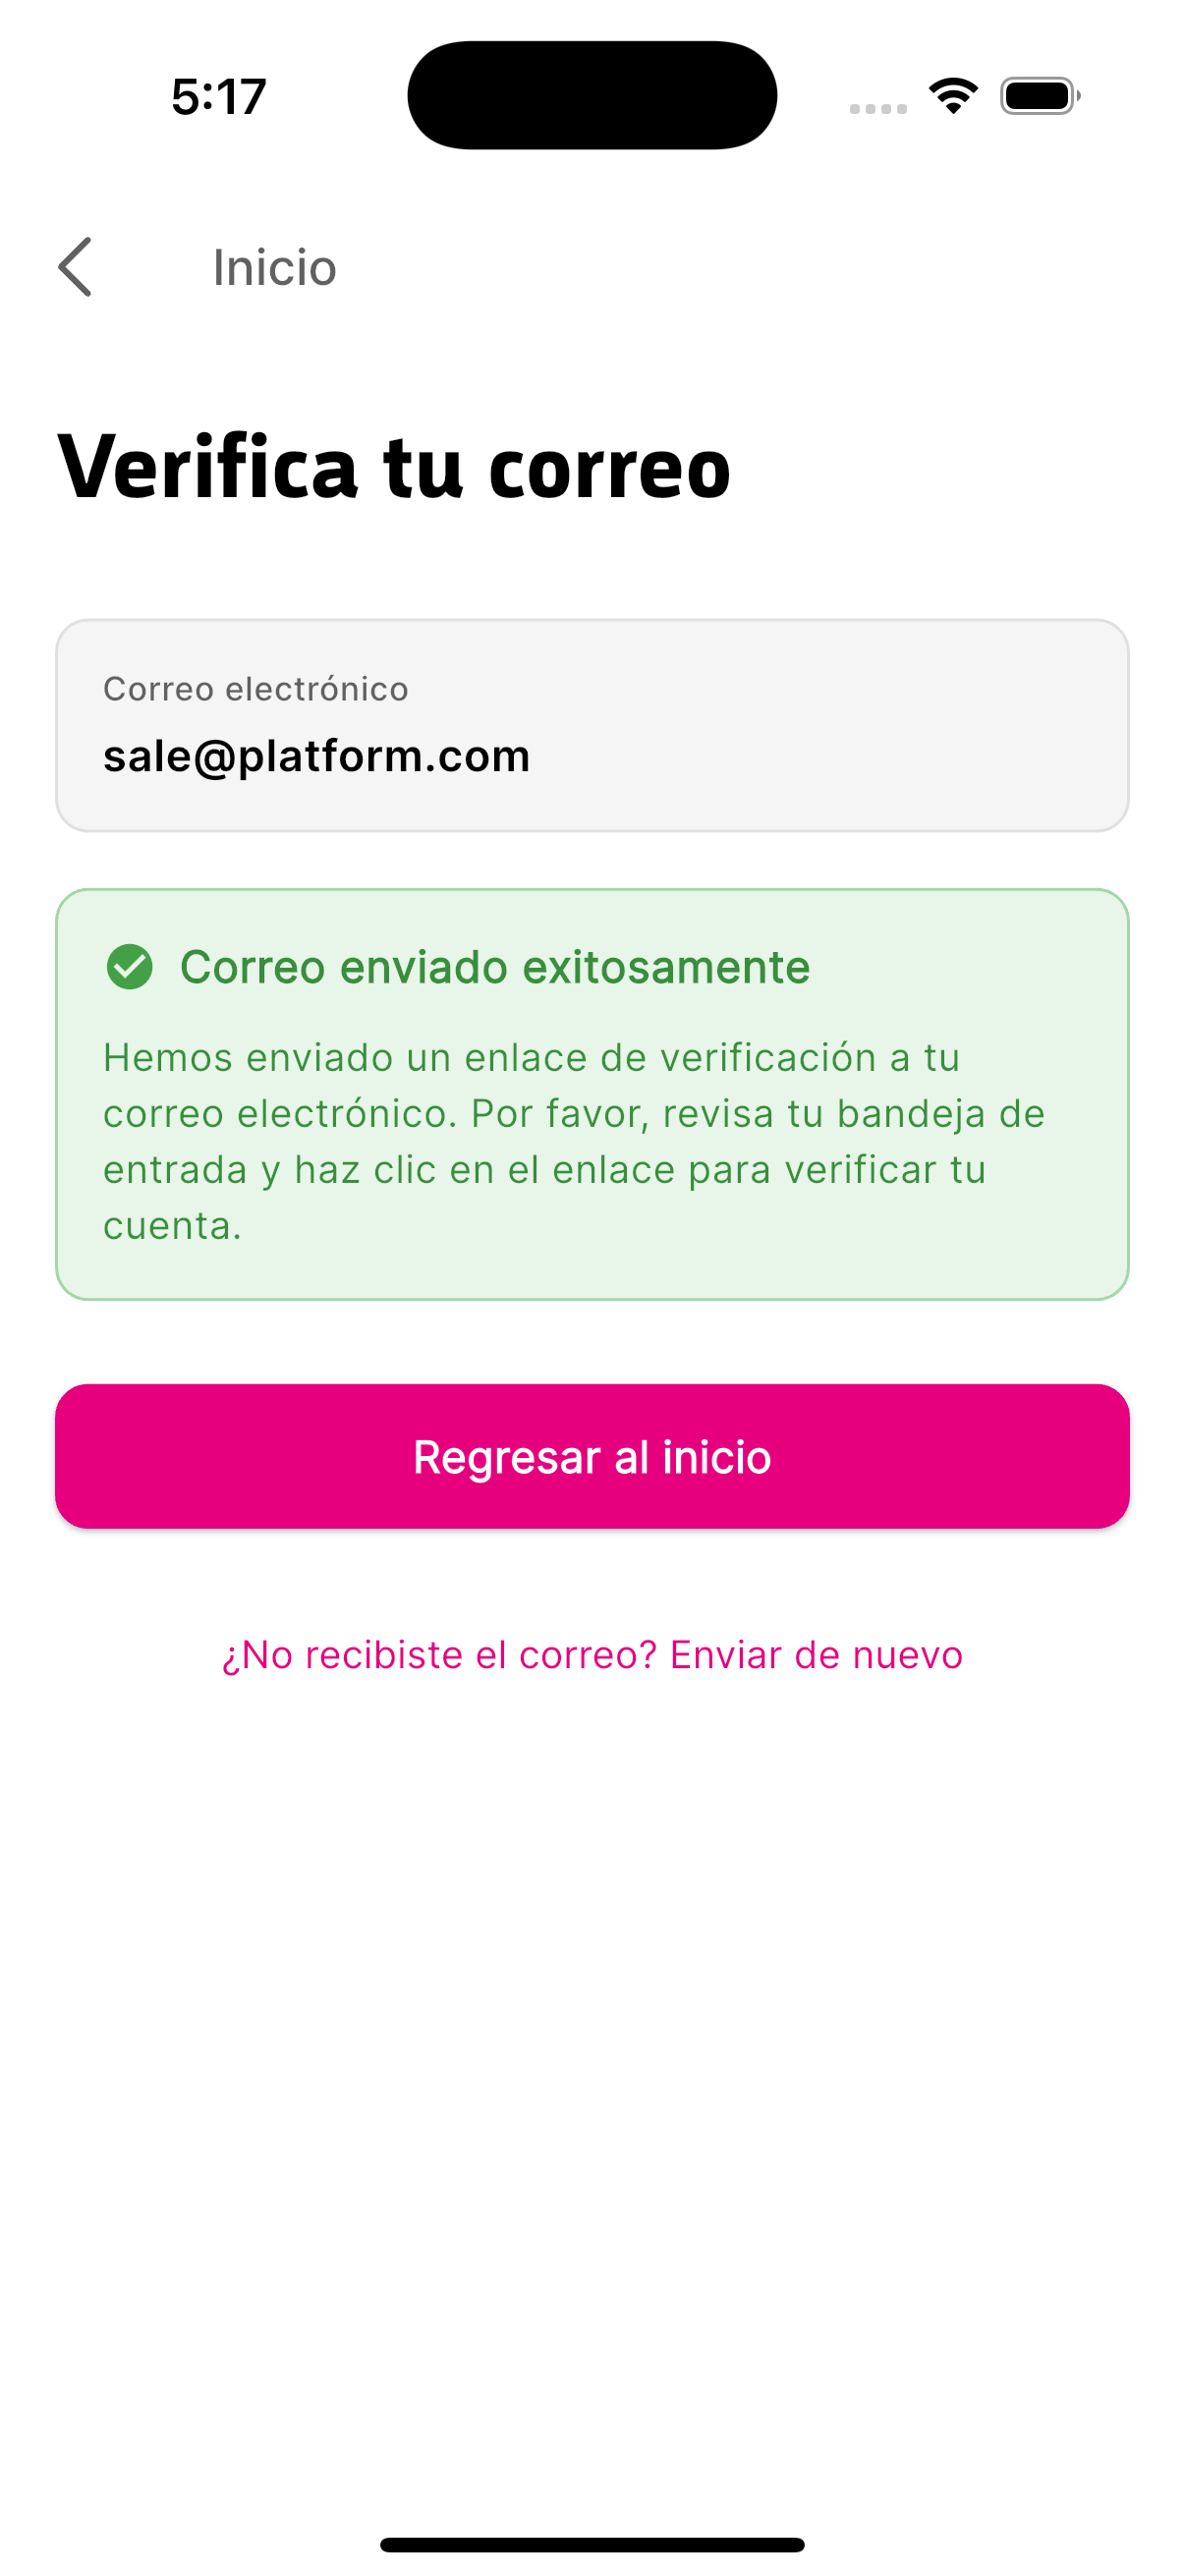 5:17
Inicio
Verifica tu correo
Correo electrónico
sale@platform.com
Correo enviado exitosamente
Hemos enviado un enlace de verificación a tu
correo electrónico. Por favor, revisa tu bandeja de
entrada y haz clic en el enlace para verificar tu
cuenta.
Regresar al inicio
¿No recibiste el correo? Enviar de nuevo